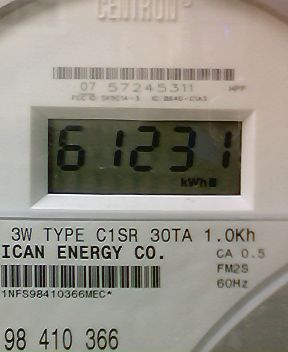 CENTRON
07 57245311
61231
kWh
3W TYPE C1SR 30TA 1.0Kh
ICAN ENERGY CO.
CA 0.5
FM2S
60Hz
1NFS98410366MEC*
98 410 366